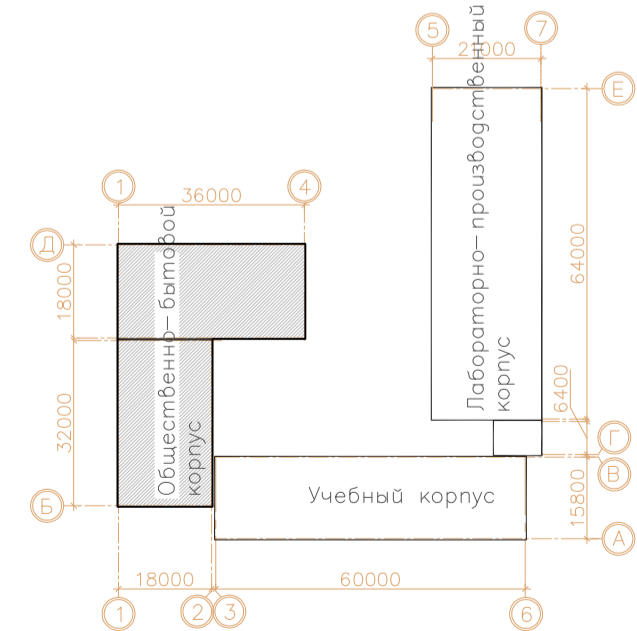 5
7
21000
Е
1
4
36000
Д
18000
Общественно- бытовой
корпус
Лабораторно- производственный
корпус
64000
32000
6400
Г
В
Б
Учебный корпус
15800
А
18000
60000
1
2
3
6